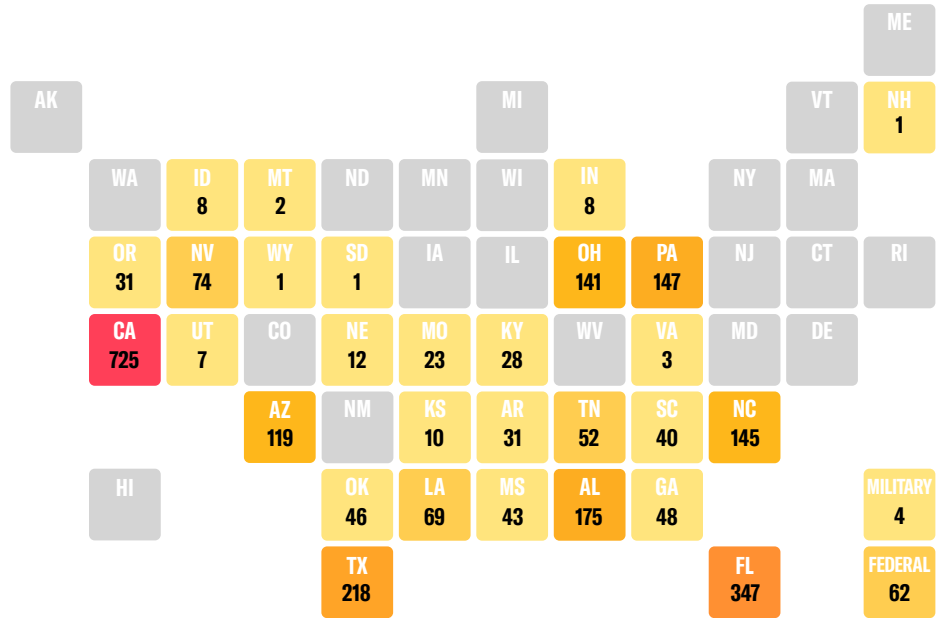 ME
AK
MI
VT
NH
1
WA
ID
8
MT
2
ND
MN
WI
IN
8
NY
MA
OR
31
NV
74
WY
1
SD
1
IA
IL
OH
141
PA
147
NJ
CT
RI
CA
725
UT
7
CO
NE
12
MO
23
KY
28
WV
VA
3
MD
DE
AZ
119
NM
KS
10
AR
31
TN
52
SC
40
NC
145
HI
OK
46
LA
69
MS
43
AL
175
GA
48
MILITARY
4
TX
218
FL
347
FEDERAL
62